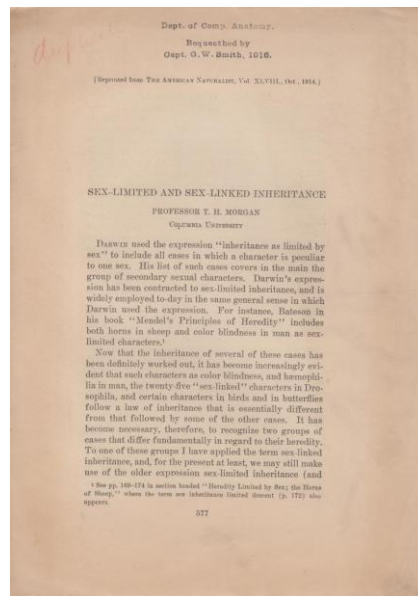 Dept. of Comp. Anatomy.
Bequeathed by
Capt. G. W. Smith, 1916.
[Reprinted from THE AMERICAN NATURALIST, Vol. XLVIII., Oct., 1914.]
SEX-LIMITED AND SEX-LINKED INHERITANCE
PROFESSOR T. H. MORGAN
COLUMBIA UNIVERSITY
DARWIN used the expression "inheritance as limited by
sex" to include all cases in which a character is peculiar
to one sex. His list of such cases covers in the main the
group of secondary sexual characters. Darwin's expres-
sion has been contracted to sex-limited inheritance, and is
widely employed to-day in the same general sense in which
Darwin used the expression. For instance, Bateson in
his book "Mendel's Principles of Heredity" includes
both horns in sheep and color blindness in man as sex-
limited characters.¹
Now that the inheritance of several of these cases has
been definitely worked out, it has become increasingly evi-
dent that such characters as color blindness, and hæmophi-
lia in man, the twenty-five "sex-linked" characters in Dro-
sophila, and certain characters in birds and in butterflies
follow a law of inheritance that is essentially different
from that followed by some of the other cases. It has
become necessary, therefore, to recognize two groups of
cases that differ fundamentally in regard to their heredity.
To one of these groups I have applied the term sex-linked
inheritance, and, for the present at least, we may still make
use of the older expression sex-limited inheritance (and
¹ See pp. 169-174 in section headed "Heredity Limited by Sex; the Horns
of Sheep," where the term sex inheritance limited descent (p. 172) also
appears.
577